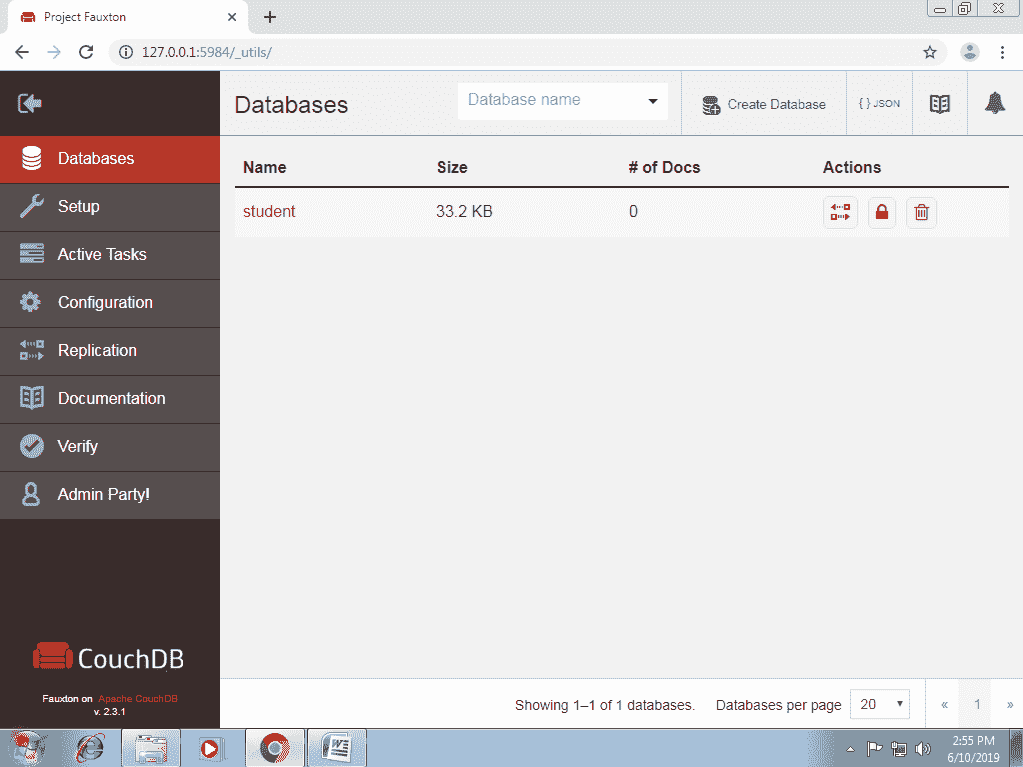 Project Fauxton
127.0.0.1:5984/_utils/
Databases
Database name
Create Database
{ } JSON
Databases
Setup
Active Tasks
Configuration
Replication
Documentation
Verify
Admin Party!
Name Size # of Docs Actions
student 33.2 KB 0
CouchDB
Fauxton on Apache CouchDB
v. 2.3.1
Showing 1–1 of 1 databases. Databases per page 20 « 1 »
2:55 PM
6/10/2019